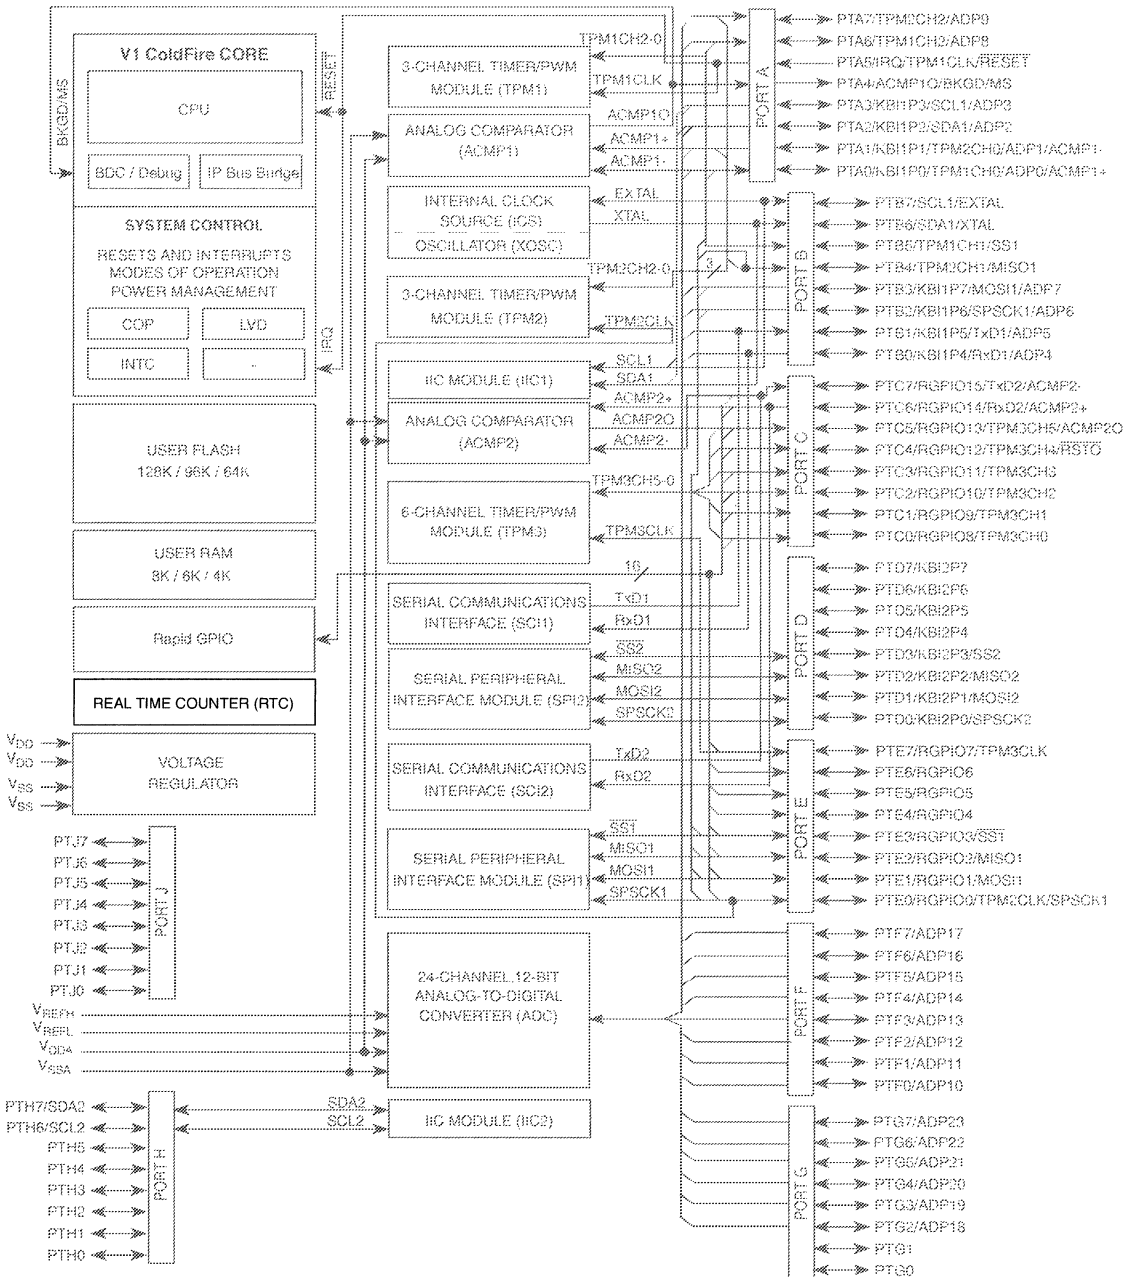 BKGD/MS
V1 ColdFire CORE
CPU
BDC / Debug
IP Bus Bridge
SYSTEM CONTROL
RESETS AND INTERRUPTS
MODES OF OPERATION
POWER MANAGEMENT
COP
LVD
INTC
-
RESET
IRQ
USER FLASH
128K / 96K / 64K
USER RAM
8K / 6K / 4K
Rapid GPIO
REAL TIME COUNTER (RTC)
VOLTAGE
REGULATOR
VDD
VDD
VSS
VSS
PTJ7
PTJ6
PTJ5
PTJ4
PTJ3
PTJ2
PTJ1
PTJ0
PORT J
VREFH
VREFL
VDDA
VSSA
PTH7/SDA2
PTH6/SCL2
PTH5
PTH4
PTH3
PTH2
PTH1
PTH0
PORT H
3-CHANNEL TIMER/PWM
MODULE (TPM1)
TPM1CH2-0
TPM1CLK
ANALOG COMPARATOR
(ACMP1)
ACMP1O
ACMP1+
ACMP1-
INTERNAL CLOCK
SOURCE (ICS)
OSCILLATOR (XOSC)
EXTAL
XTAL
3-CHANNEL TIMER/PWM
MODULE (TPM2)
TPM2CH2-0
3
TPM2CLK
IIC MODULE (IIC1)
SCL1
SDA1
ANALOG COMPARATOR
(ACMP2)
ACMP2+
ACMP2O
ACMP2-
6-CHANNEL TIMER/PWM
MODULE (TPM3)
TPM3CH5-0
TPM3CLK
16
SERIAL COMMUNICATIONS
INTERFACE (SCI1)
TxD1
RxD1
SERIAL PERIPHERAL
INTERFACE MODULE (SPI2)
SS2
MISO2
MOSI2
SPSCK2
SERIAL COMMUNICATIONS
INTERFACE (SCI2)
TxD2
RxD2
SERIAL PERIPHERAL
INTERFACE MODULE (SPI1)
SS1
MISO1
MOSI1
SPSCK1
24-CHANNEL,12-BIT
ANALOG-TO-DIGITAL
CONVERTER (ADC)
IIC MODULE (IIC2)
SDA2
SCL2
PORT A
PTA7/TPM2CH2/ADP9
PTA6/TPM1CH2/ADP8
PTA5/IRQ/TPM1CLK/RESET
PTA4/ACMP1O/BKGD/MS
PTA3/KBI1P3/SCL1/ADP3
PTA2/KBI1P2/SDA1/ADP2
PTA1/KBI1P1/TPM2CH0/ADP1/ACMP1-
PTA0/KBI1P0/TPM1CH0/ADP0/ACMP1+
PORT B
PTB7/SCL1/EXTAL
PTB6/SDA1/XTAL
PTB5/TPM1CH1/SS1
PTB4/TPM2CH1/MISO1
PTB3/KBI1P7/MOSI1/ADP7
PTB2/KBI1P6/SPSCK1/ADP6
PTB1/KBI1P5/TxD1/ADP5
PTB0/KBI1P4/RxD1/ADP4
PORT C
PTC7/RGPIO15/TxD2/ACMP2-
PTC6/RGPIO14/RxD2/ACMP2+
PTC5/RGPIO13/TPM3CH5/ACMP2O
PTC4/RGPIO12/TPM3CH4/RSTO
PTC3/RGPIO11/TPM3CH3
PTC2/RGPIO10/TPM3CH2
PTC1/RGPIO9/TPM3CH1
PTC0/RGPIO8/TPM3CH0
PORT D
PTD7/KBI2P7
PTD6/KBI2P6
PTD5/KBI2P5
PTD4/KBI2P4
PTD3/KBI2P3/SS2
PTD2/KBI2P2/MISO2
PTD1/KBI2P1/MOSI2
PTD0/KBI2P0/SPSCK2
PORT E
PTE7/RGPIO7/TPM3CLK
PTE6/RGPIO6
PTE5/RGPIO5
PTE4/RGPIO4
PTE3/RGPIO3/SS1
PTE2/RGPIO2/MISO1
PTE1/RGPIO1/MOSI1
PTE0/RGPIO0/TPM2CLK/SPSCK1
PORT F
PTF7/ADP17
PTF6/ADP16
PTF5/ADP15
PTF4/ADP14
PTF3/ADP13
PTF2/ADP12
PTF1/ADP11
PTF0/ADP10
PORT G
PTG7/ADP23
PTG6/ADP22
PTG5/ADP21
PTG4/ADP20
PTG3/ADP19
PTG2/ADP18
PTG1
PTG0